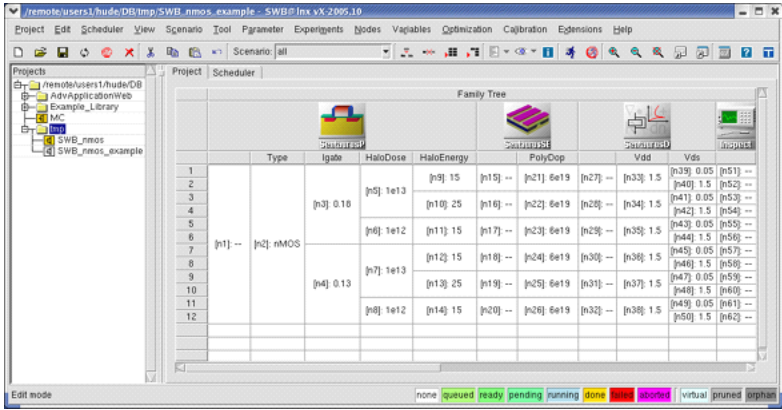 /remote/users1/hude/DB/tmp/SWB_nmos_example - SWB@lnx vX-2005.10
Project Edit Scheduler View Scenario Tool Parameter Experiments Nodes Variables Optimization Calibration Extensions Help
Scenario: all
Projects
Project Scheduler
/remote/users1/hude/DB
AdvApplicationWeb
Example_Library
MC
tmp
SWB_nmos
SWB_nmos_example
Family Tree
SentaurusP SentaurusSE SentaurusD Inspect
Type lgate HaloDose HaloEnergy PolyDop Vdd Vds
1 [n1]: -- [n2]: nMOS [n3]: 0.18 [n5]: 1e13 [n9]: 15 [n15]: -- [n21]: 6e19 [n27]: -- [n33]: 1.5 [n39]: 0.05 [n51]: --
2 [n40]: 1.5 [n52]: --
3 [n10]: 25 [n16]: -- [n22]: 6e19 [n28]: -- [n34]: 1.5 [n41]: 0.05 [n53]: --
4 [n42]: 1.5 [n54]: --
5 [n6]: 1e12 [n11]: 15 [n17]: -- [n23]: 6e19 [n29]: -- [n35]: 1.5 [n43]: 0.05 [n55]: --
6 [n44]: 1.5 [n56]: --
7 [n4]: 0.13 [n7]: 1e13 [n12]: 15 [n18]: -- [n24]: 6e19 [n30]: -- [n36]: 1.5 [n45]: 0.05 [n57]: --
8 [n46]: 1.5 [n58]: --
9 [n13]: 25 [n19]: -- [n25]: 6e19 [n31]: -- [n37]: 1.5 [n47]: 0.05 [n59]: --
10 [n48]: 1.5 [n60]: --
11 [n8]: 1e12 [n14]: 15 [n20]: -- [n26]: 6e19 [n32]: -- [n38]: 1.5 [n49]: 0.05 [n61]: --
12 [n50]: 1.5 [n62]: --
Edit mode none queued ready pending running done failed aborted virtual pruned orphan